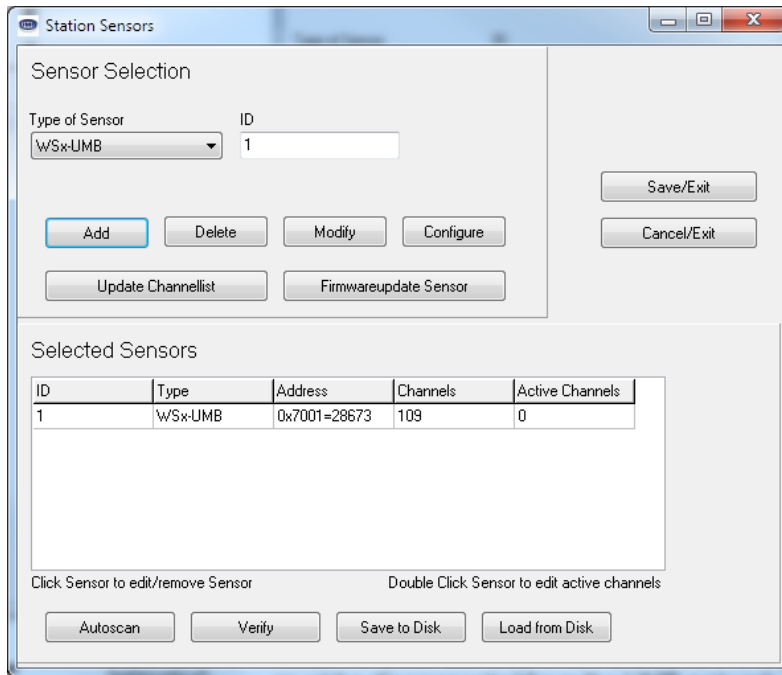 Station Sensors
Sensor Selection
Type of Sensor ID
WSx-UMB 1
Save/Exit
Add Delete Modify Configure Cancel/Exit
Update Channellist Firmwareupdate Sensor
Selected Sensors
ID Type Address Channels Active Channels
1 WSx-UMB 0x7001=28673 109 0
Click Sensor to edit/remove Sensor Double Click Sensor to edit active channels
Autoscan Verify Save to Disk Load from Disk